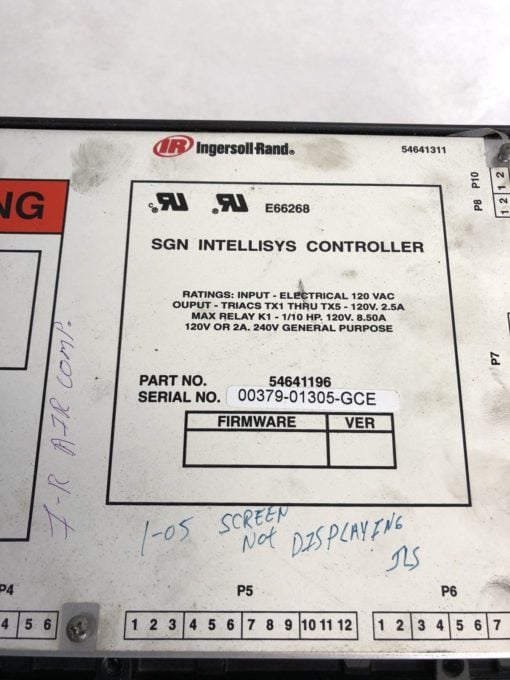 IR Ingersoll-Rand®
54641311
NG
c RU ® RU ® E66268
SGN INTELLISYS CONTROLLER
RATINGS: INPUT - ELECTRICAL 120 VAC
OUPUT - TRIACS TX1 THRU TX5 - 120V. 2.5A
MAX RELAY K1 - 1/10 HP. 120V. 8.50A
120V OR 2A. 240V GENERAL PURPOSE
PART NO. 54641196
SERIAL NO. 00379-01305-GCE
FIRMWARE VER
I-R AIR COMP.
1-05 SCREEN
Not DISPLAYING
JLS
P10
1 2
P8
1 2
P7
P4
4 5 6
P5
1 2 3 4 5 6 7 8 9 10 11 12
P6
1 2 3 4 5 6 7